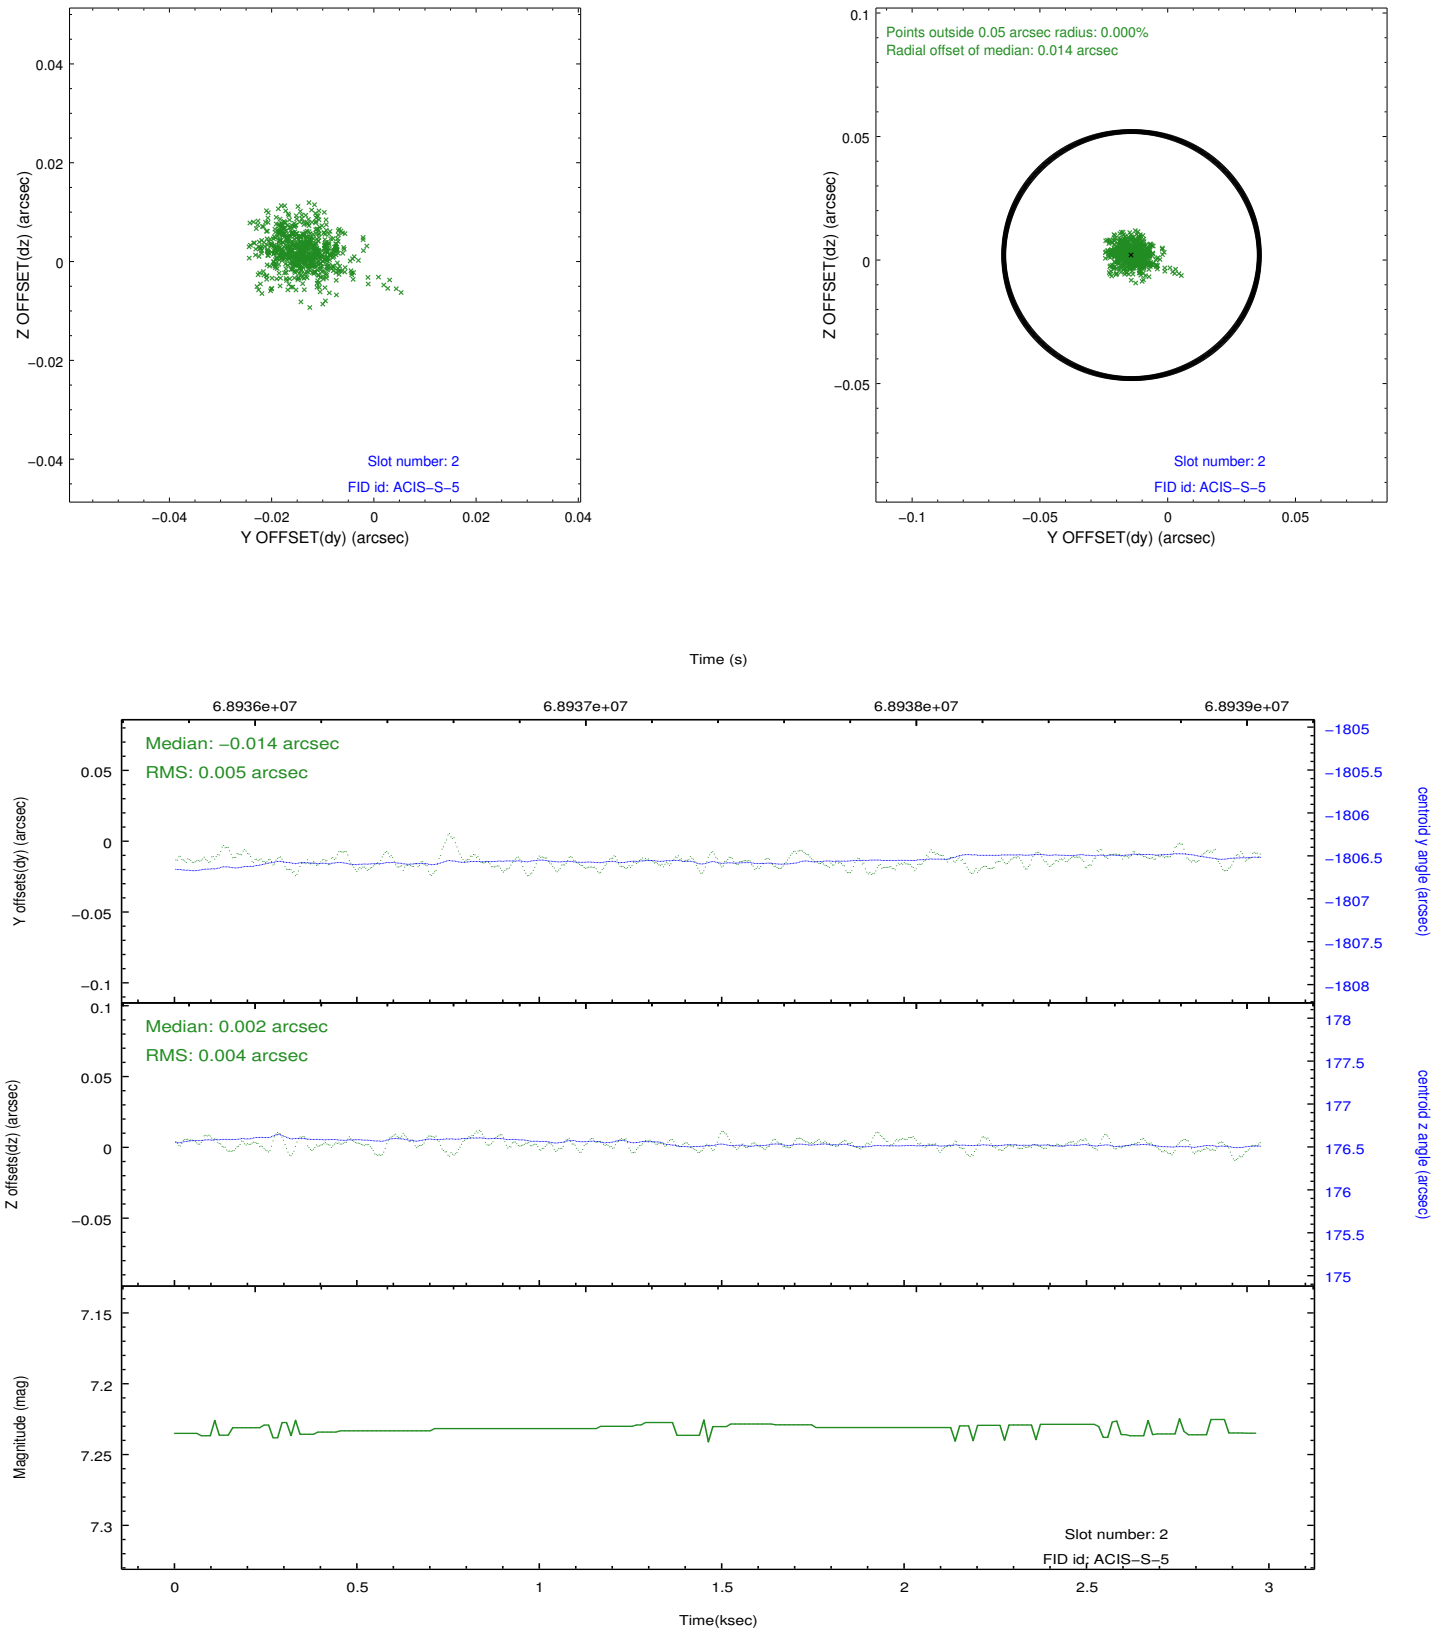 0.04
0.02
0
−0.02
−0.04
Z OFFSET(dz) (arcsec)
Slot number: 2
FID id: ACIS−S−5
−0.04
−0.02
0
0.02
0.04
Y OFFSET(dy) (arcsec)
0.1
0.05
0
−0.05
Z OFFSET(dz) (arcsec)
Points outside 0.05 arcsec radius: 0.000%
Radial offset of median: 0.014 arcsec
Slot number: 2
FID id: ACIS−S−5
−0.1
−0.05
0
0.05
Y OFFSET(dy) (arcsec)
Time (s)
6.8936e+07
6.8937e+07
6.8938e+07
6.8939e+07
Median: −0.014 arcsec
RMS: 0.005 arcsec
0.05
0
−0.05
−0.1
Y offsets(dy) (arcsec)
−1805
−1805.5
−1806
−1806.5
−1807
−1807.5
−1808
centroid y angle (arcsec)
Median: 0.002 arcsec
RMS: 0.004 arcsec
0.1
0.05
0
−0.05
Z offsets(dz) (arcsec)
178
177.5
177
176.5
176
175.5
175
centroid z angle (arcsec)
7.15
7.2
7.25
7.3
Magnitude (mag)
Slot number: 2
FID id: ACIS−S−5
0
0.5
1
1.5
2
2.5
3
Time(ksec)